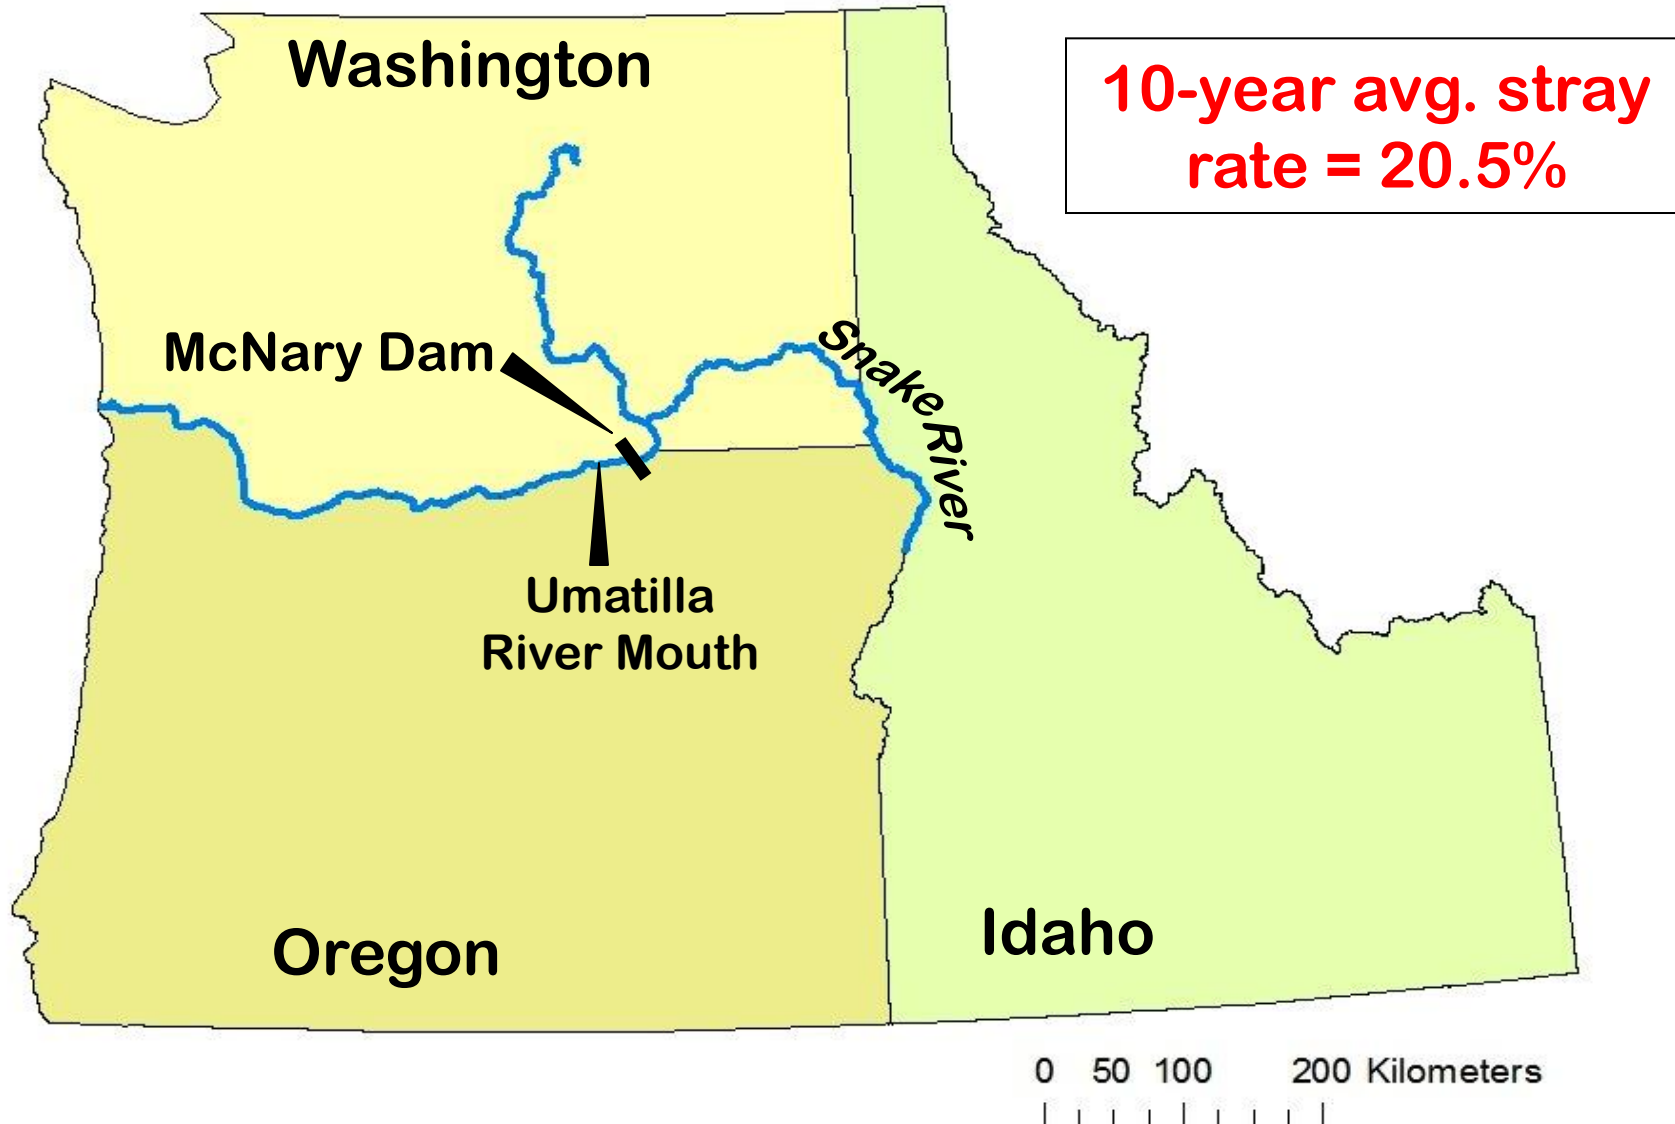 Washington
10-year avg. stray
rate = 20.5%
McNary Dam
Snake River
Umatilla
River Mouth
Oregon
Idaho
0 50 100 200 Kilometers